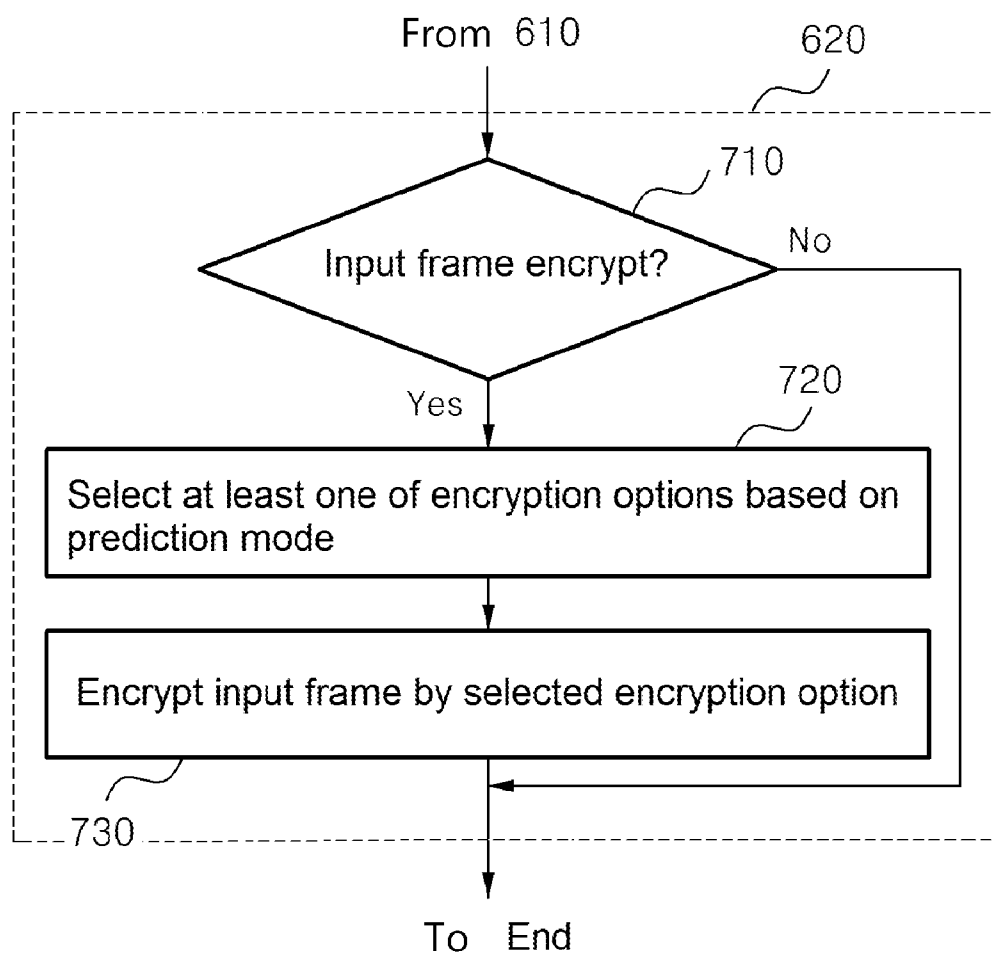 From 610
620
710
Input frame encrypt?
No
Yes
720
Select at least one of encryption options based on
prediction mode
Encrypt input frame by selected encryption option
730
To End